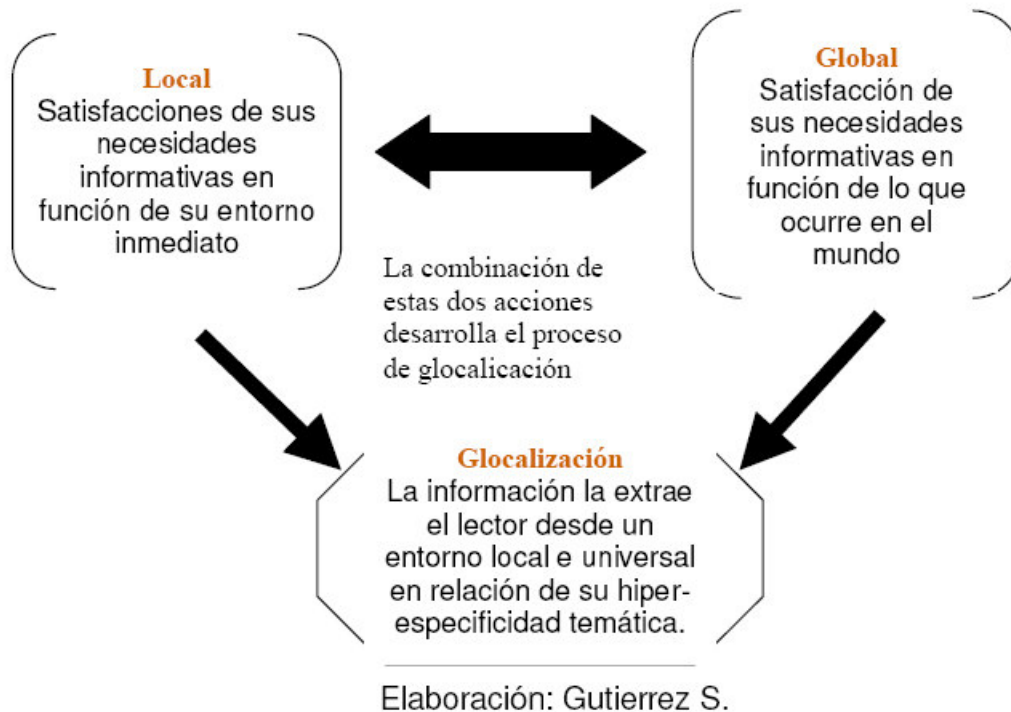 Local
Satisfacciones de sus
necesidades
informativas en
función de su entorno
inmediato
Global
Satisfacción de
sus necesidades
informativas en
función de lo que
ocurre en el
mundo
La combinación de
estas dos acciones
desarrolla el proceso
de glocalicación
Glocalización
La información la extrae
el lector desde un
entorno local e universal
en relación de su hiper-
especificidad temática.
Elaboración: Gutierrez S.